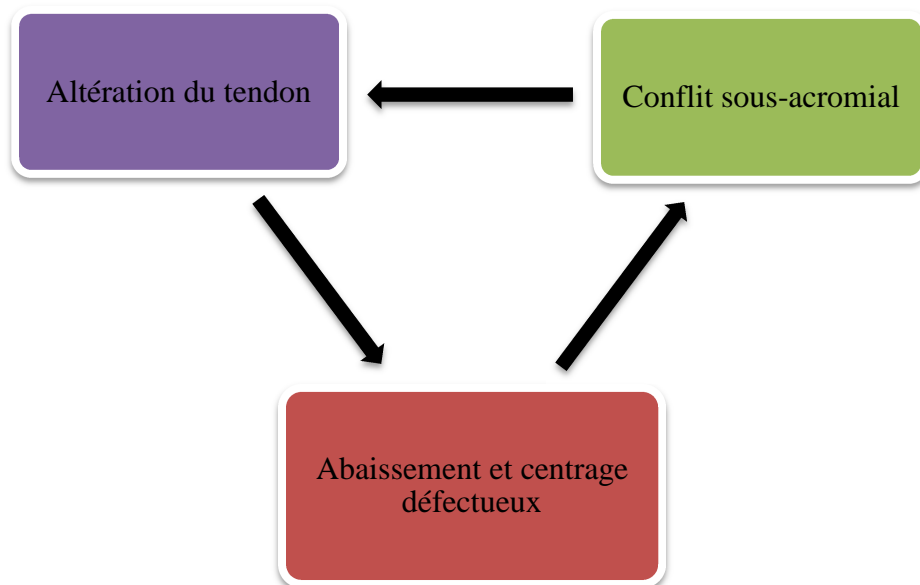 Altération du tendon
Conflit sous-acromial
Abaissement et centrage
défectueux